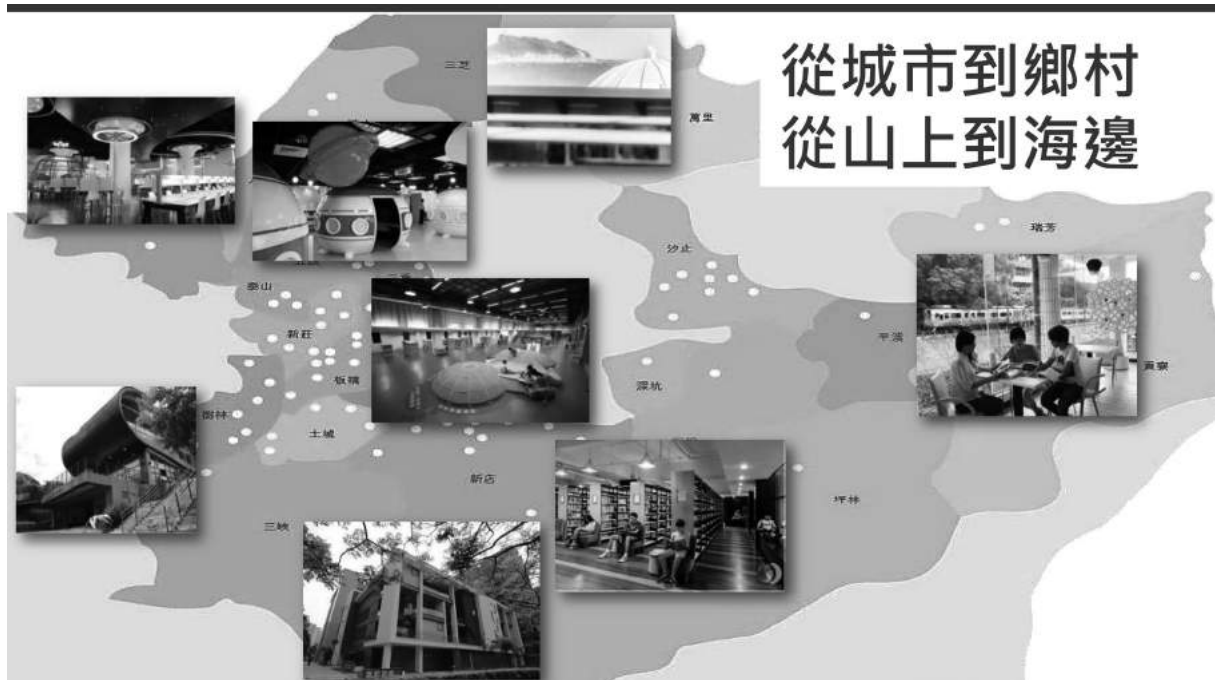 從城市到鄉村
從山上到海邊
三芝
萬里
瑞芳
汐止
泰山
新莊
平溪
板橋
深坑
貢寮
樹林
土城
新店
坪林
三峽